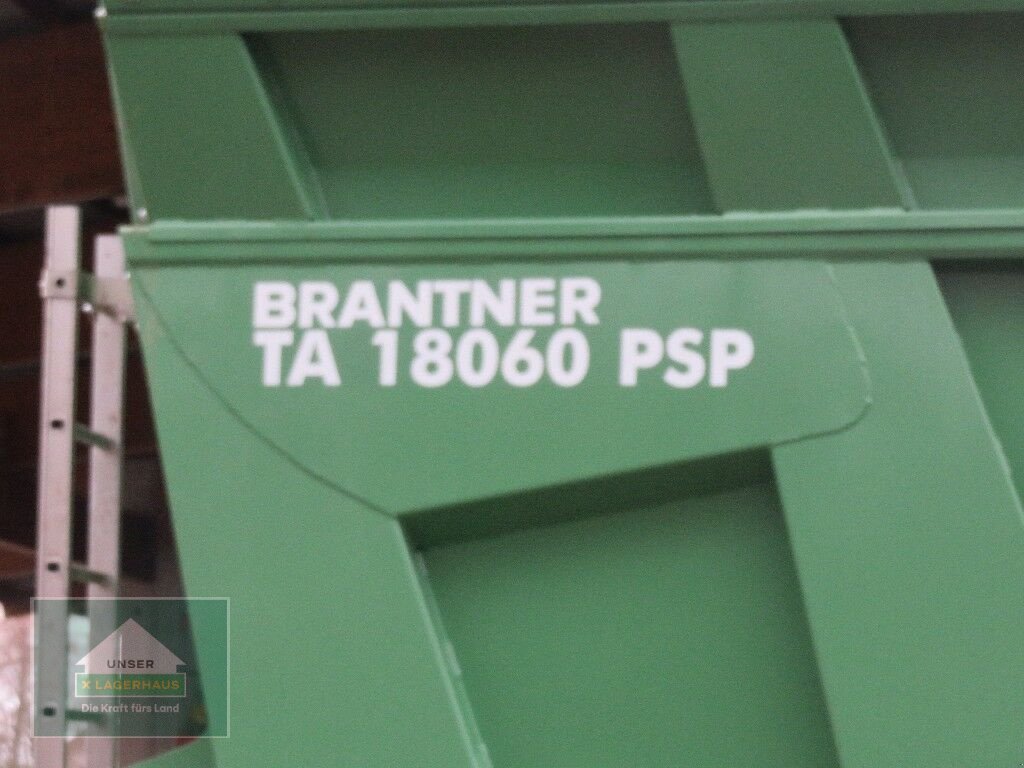 BRANTNER
TA 18060 PSP
UNSER
X LAGERHAUS
Die Kraft fürs Land